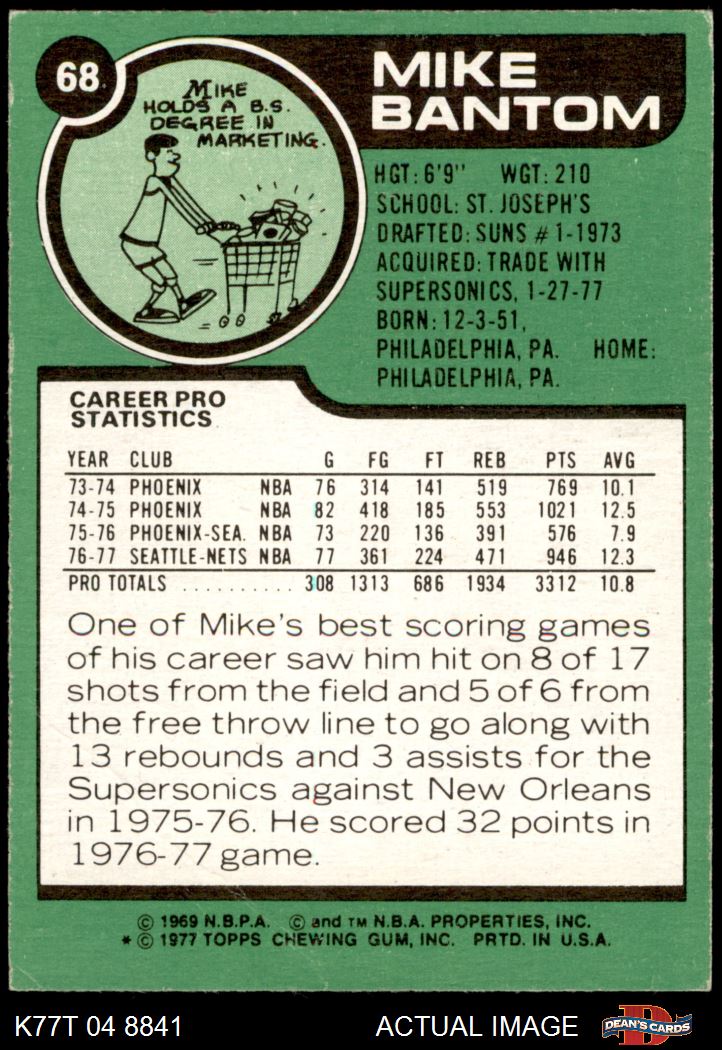 68
MIKE
HOLDS A B.S.
DEGREE IN
MARKETING.
MIKE
BANTOM
HGT: 6'9" WGT: 210
SCHOOL: ST. JOSEPH'S
DRAFTED: SUNS #1-1973
ACQUIRED: TRADE WITH
SUPERSONICS, 1-27-77
BORN: 12-3-51,
PHILADELPHIA, PA. HOME:
PHILADELPHIA, PA.
CAREER PRO
STATISTICS
YEAR CLUB G FG FT REB PTS AVG
73-74 PHOENIX NBA 76 314 141 519 769 10.1
74-75 PHOENIX NBA 82 418 185 553 1021 12.5
75-76 PHOENIX-SEA. NBA 73 220 136 391 576 7.9
76-77 SEATTLE-NETS NBA 77 361 224 471 946 12.3
PRO TOTALS .......... 308 1313 686 1934 3312 10.8
One of Mike's best scoring games
of his career saw him hit on 8 of 17
shots from the field and 5 of 6 from
the free throw line to go along with
13 rebounds and 3 assists for the
Supersonics against New Orleans
in 1975-76. He scored 32 points in
1976-77 game.
© 1969 N.B.P.A. © and TM N.B.A. PROPERTIES, INC.
* © 1977 TOPPS CHEWING GUM, INC. PRTD. IN U.S.A.
K77T 04 8841 ACTUAL IMAGE D DEAN'S CARDS